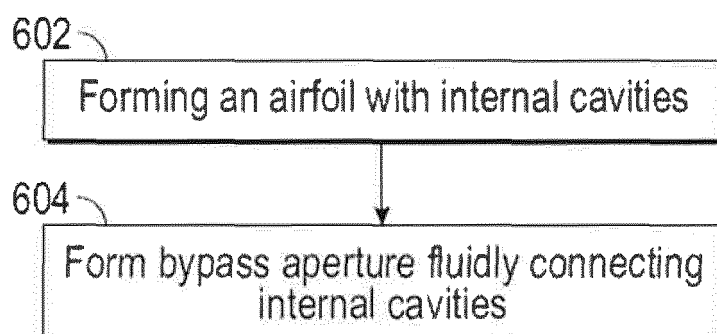 602
Forming an airfoil with internal cavities
604
Form bypass aperture fluidly connecting
internal cavities